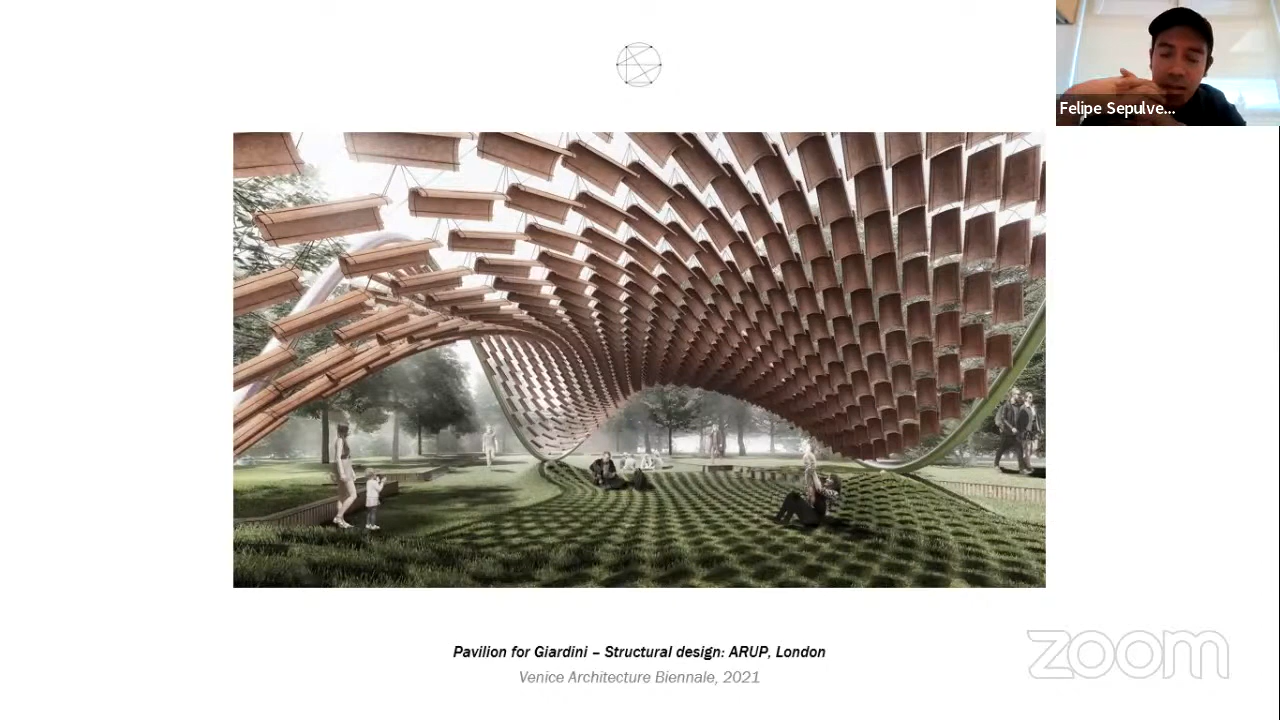 Felipe Sepulve...
Pavilion for Giardini – Structural design: ARUP, London
Venice Architecture Biennale, 2021
zoom